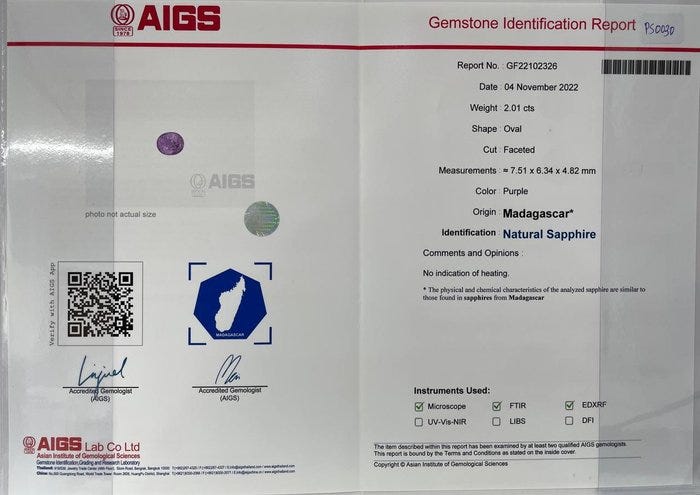 AIGS
SINCE
1978
Gemstone Identification Report PS0030
Report No. : GF22102326
Date : 04 November 2022
Weight : 2.01 cts
Shape : Oval
Cut : Faceted
Measurements : ≈ 7.51 x 6.34 x 4.82 mm
Color : Purple
Origin : Madagascar*
Identification : Natural Sapphire
Comments and Opinions :
No indication of heating.
* The physical and chemical characteristics of the analyzed sapphire are similar to
those found in sapphires from Madagascar
AIGS
photo not actual size
Verify with AIGS App
MADAGASCAR
Accredited Gemologist
(AIGS)
Accredited Gemologist
(AIGS)
Instruments Used:
Microscope FTIR EDXRF
UV-Vis-NIR LIBS DFI
AIGS Lab Co Ltd
Asian Institute of Gemological Sciences
Gemstone Identification, Grading and Research Laboratory
The item described within this report has been examined by at least two qualified AIGS gemologists.
This report is bound by the Terms and Conditions as stated on the inside cover.
Copyright © Asian Institute of Gemological Sciences